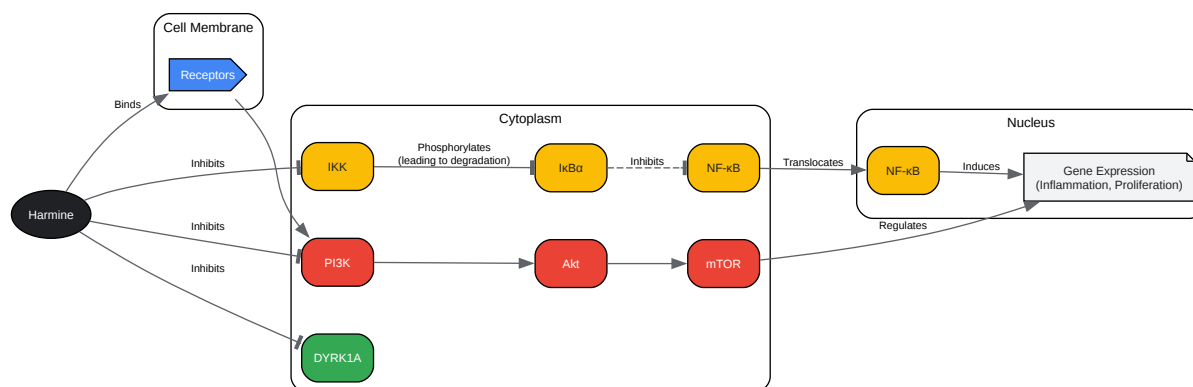 Cell Membrane
Receptors
Binds
Cytoplasm
Nucleus
Inhibits
IKK
Phosphorylates
(leading to degradation)
IκBα
Inhibits
NF-κB
Translocates
NF-κB
Induces
Gene Expression
(Inflammation, Proliferation)
Harmine
Inhibits
Regulates
PI3K
Akt
mTOR
Inhibits
DYRK1A